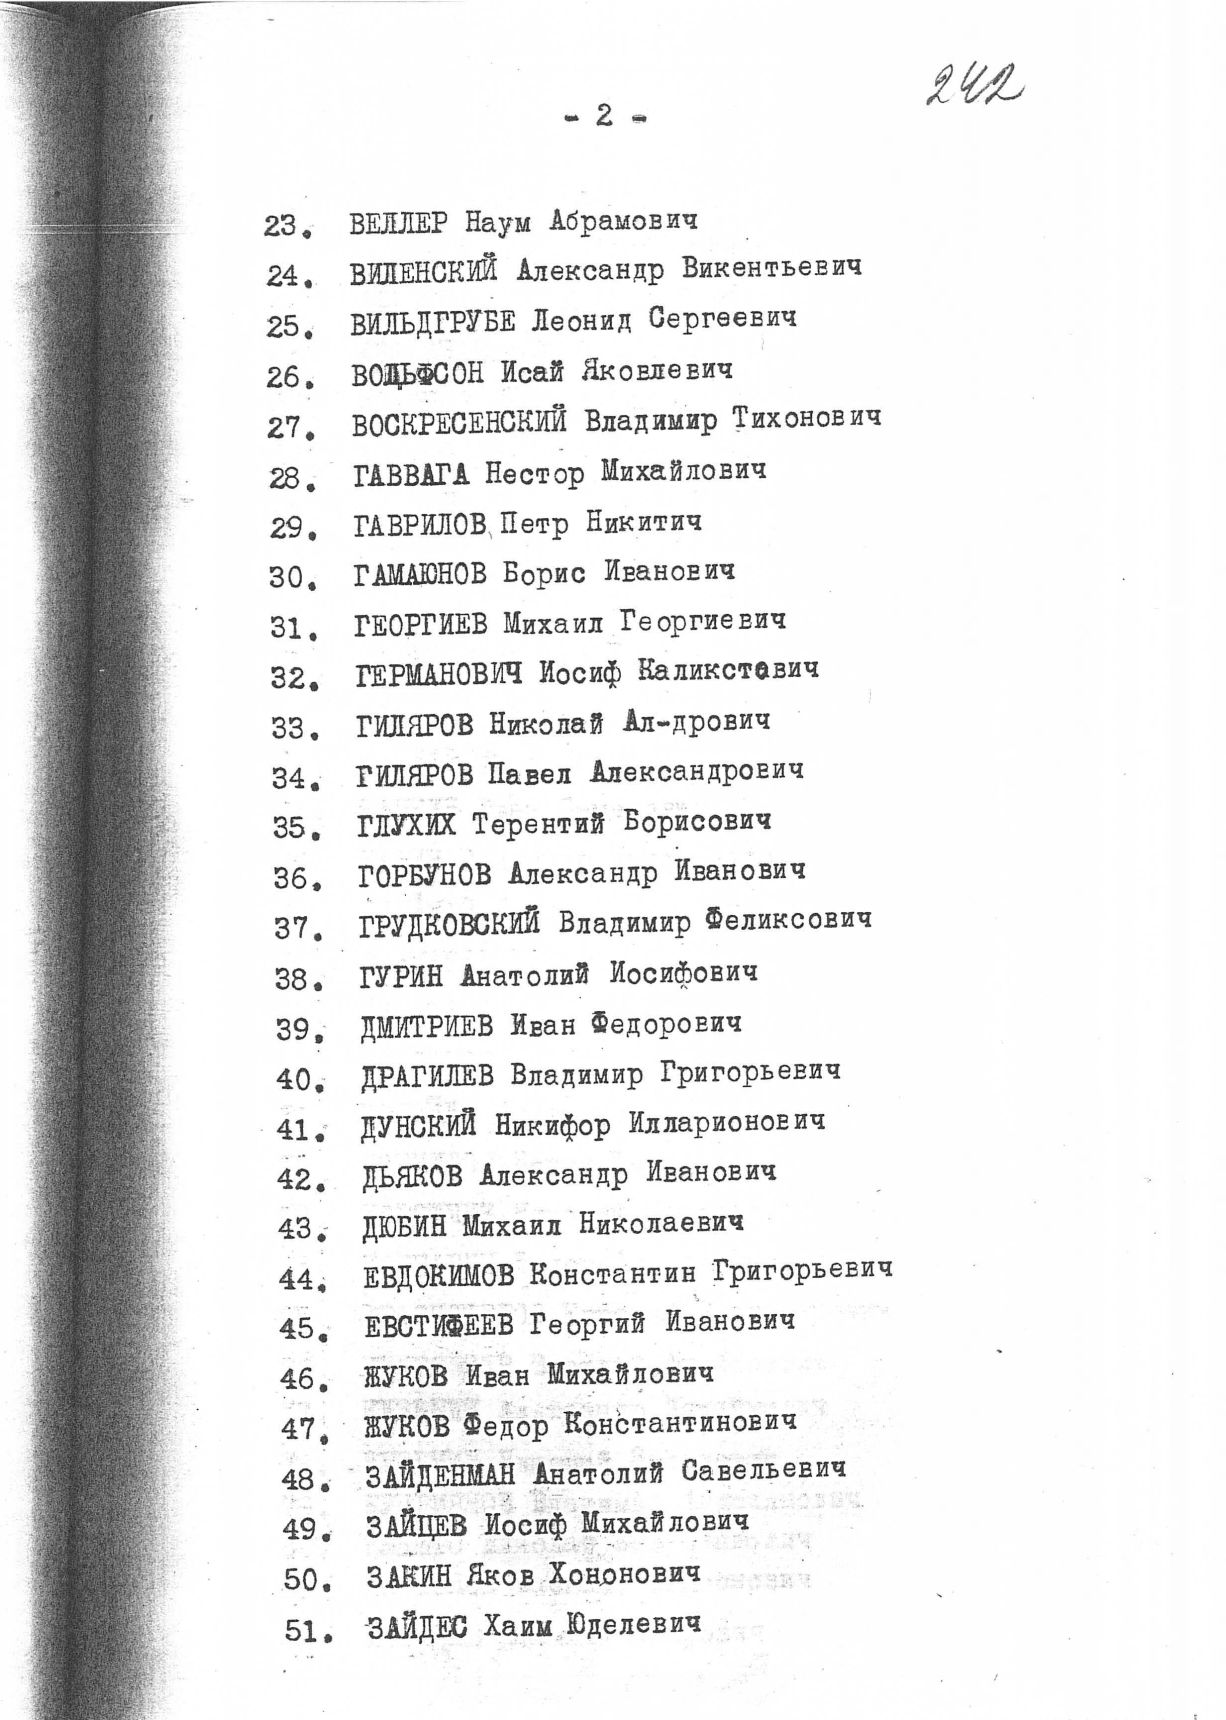 242
- 2 -
23. ВЕЛЛЕР Наум Абрамович
24. ВИЛЕНСКИЙ Александр Викентьевич
25. ВИЛЬДГРУБЕ Леонид Сергеевич
26. ВОЛЬФСОН Исай Яковлевич
27. ВОСКРЕСЕНСКИЙ Владимир Тихонович
28. ГАВВАГА Нестор Михайлович
29. ГАВРИЛОВ Петр Никитич
30. ГАМАЮНОВ Борис Иванович
31. ГЕОРГИЕВ Михаил Георгиевич
32. ГЕРМАНОВИЧ Иосиф Каликстович
33. ГИЛЯРОВ Николай Ал-дрович
34. ГИЛЯРОВ Павел Александрович
35. ГЛУХИХ Терентий Борисович
36. ГОРБУНОВ Александр Иванович
37. ГРУДКОВСКИЙ Владимир Феликсович
38. ГУРИН Анатолий Иосифович
39. ДМИТРИЕВ Иван Федорович
40. ДРАГИЛЕВ Владимир Григорьевич
41. ДУНСКИЙ Никифор Илларионович
42. ДЬЯКОВ Александр Иванович
43. ДЮБИН Михаил Николаевич
44. ЕВДОКИМОВ Константин Григорьевич
45. ЕВСТИФЕЕВ Георгий Иванович
46. ЖУКОВ Иван Михайлович
47. ЖУКОВ Федор Константинович
48. ЗАЙДЕНМАН Анатолий Савельевич
49. ЗАЙЦЕВ Иосиф Михайлович
50. ЗАКИН Яков Хононович
51. ЗАЙДЕС Хаим Юделевич